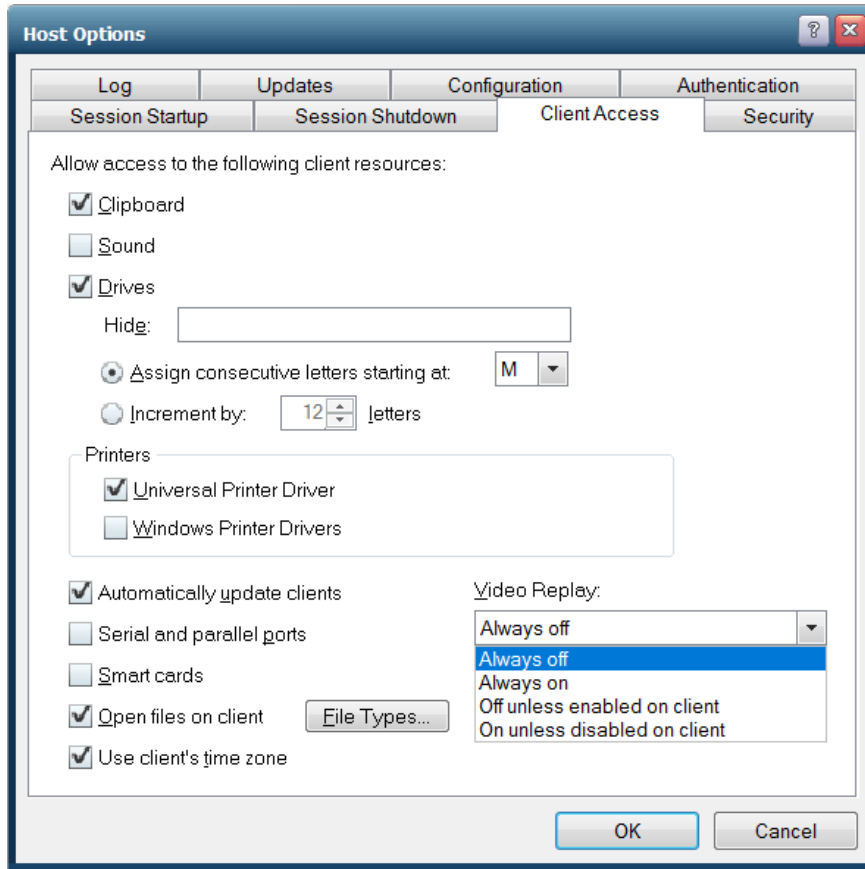 Host Options
Log Updates Configuration Authentication
Session Startup Session Shutdown Client Access Security
Allow access to the following client resources:
Clipboard
Sound
Drives
Hide:
Assign consecutive letters starting at: M
Increment by: 12 letters
Printers
Universal Printer Driver
Windows Printer Drivers
Automatically update clients
Serial and parallel ports
Smart cards
Open files on client File Types...
Use client's time zone
Video Replay:
Always off
Always off
Always on
Off unless enabled on client
On unless disabled on client
OK Cancel